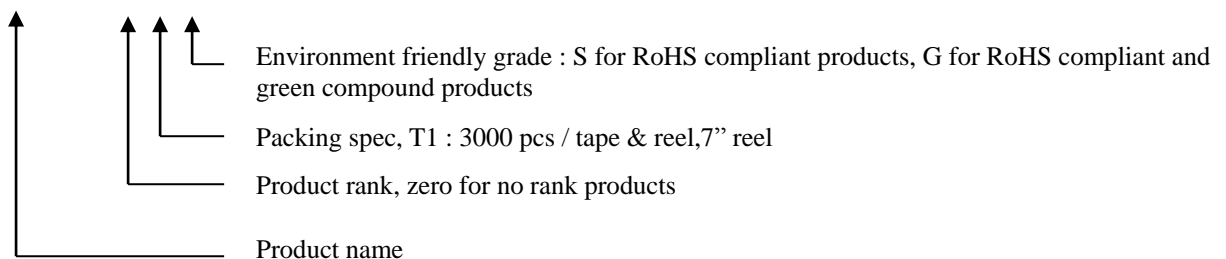 Environment friendly grade : S for RoHS compliant products, G for RoHS compliant and
green compound products
Packing spec, T1 : 3000 pcs / tape & reel,7” reel
Product rank, zero for no rank products
Product name